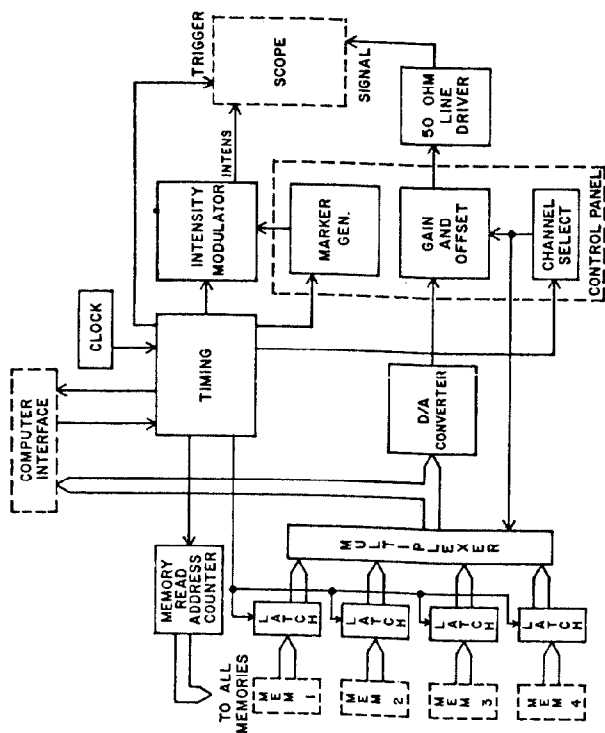 COMPUTER
INTERFACE
CLOCK
TRIGGER
SCOPE
INTENS
SIGNAL
MEMORY
READ
ADDRESS
COUNTER
TO ALL
MEMORIES
TIMING
INTENSITY
MODULATOR
MARKER
GEN.
50 OHM
LINE
DRIVER
GAIN
AND
OFFSET
CHANNEL
SELECT
CONTROL PANEL
D/A
CONVERTER
MULTIPLEXER
LATCH
LATCH
LATCH
LATCH
MEM 1
MEM 2
MEM 3
MEM 4